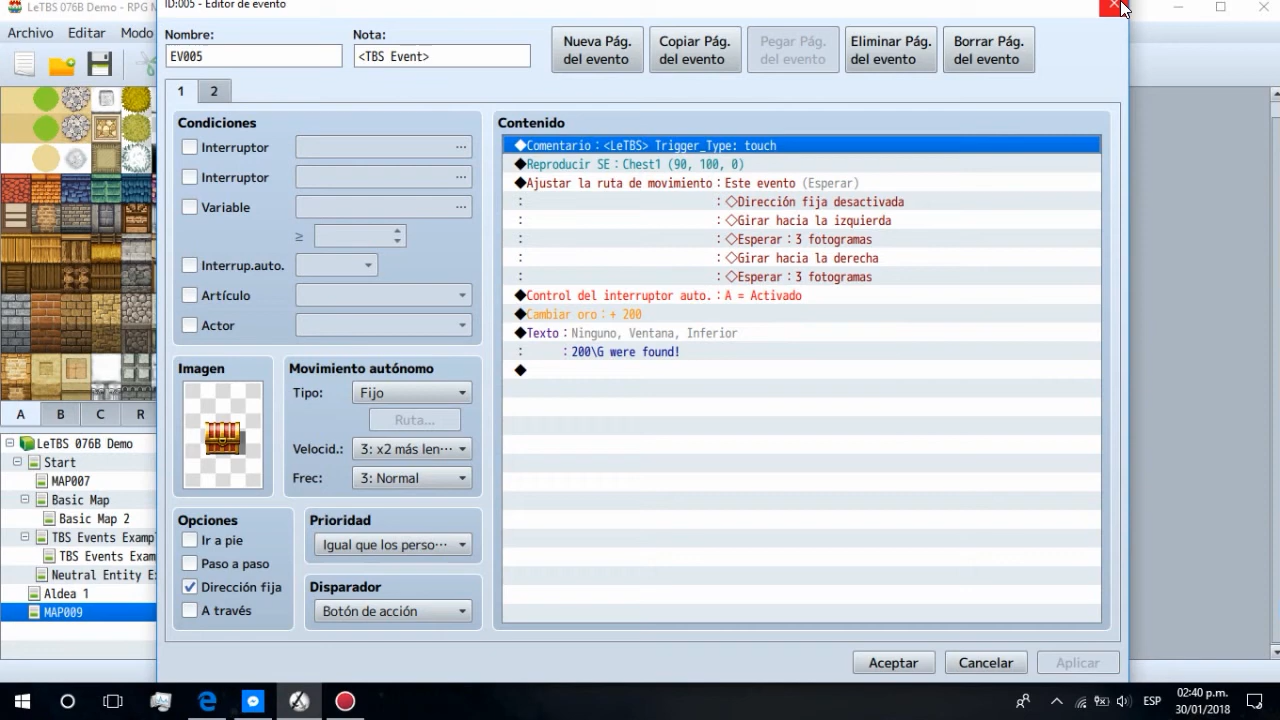 LeTBS 076B Demo - RPG M
ID:005 - Editor de evento
Archivo Editar Modo
Nombre:
EV005
Nota:
<TBS Event>
Nueva Pág. del evento
Copiar Pág. del evento
Pegar Pág. del evento
Eliminar Pág. del evento
Borrar Pág. del evento
1 2
Condiciones
Interruptor ...
Interruptor ...
Variable ...
≥
Interrup.auto.
Artículo
Actor
Imagen
Movimiento autónomo
Tipo: Fijo
Ruta...
Velocid.: 3: x2 más len...
Frec: 3: Normal
Opciones
Ir a pie
Paso a paso
Dirección fija
A través
Prioridad
Igual que los perso...
Disparador
Botón de acción
Contenido
◆Comentario：<LeTBS> Trigger_Type: touch
◆Reproducir SE：Chest1 (90, 100, 0)
◆Ajustar la ruta de movimiento：Este evento (Esperar)
：　：◇Dirección fija desactivada
：　：◇Girar hacia la izquierda
：　：◇Esperar：3 fotogramas
：　：◇Girar hacia la derecha
：　：◇Esperar：3 fotogramas
◆Control del interruptor auto.：A = Activado
◆Cambiar oro：+ 200
◆Texto：Ninguno, Ventana, Inferior
：　：200\G were found!
◆
A B C R
LeTBS 076B Demo
Start
MAP007
Basic Map
Basic Map 2
TBS Events Examp
TBS Events Exam
Neutral Entity E
Aldea 1
MAP009
Aceptar Cancelar Aplicar
ESP
02:40 p.m.
30/01/2018